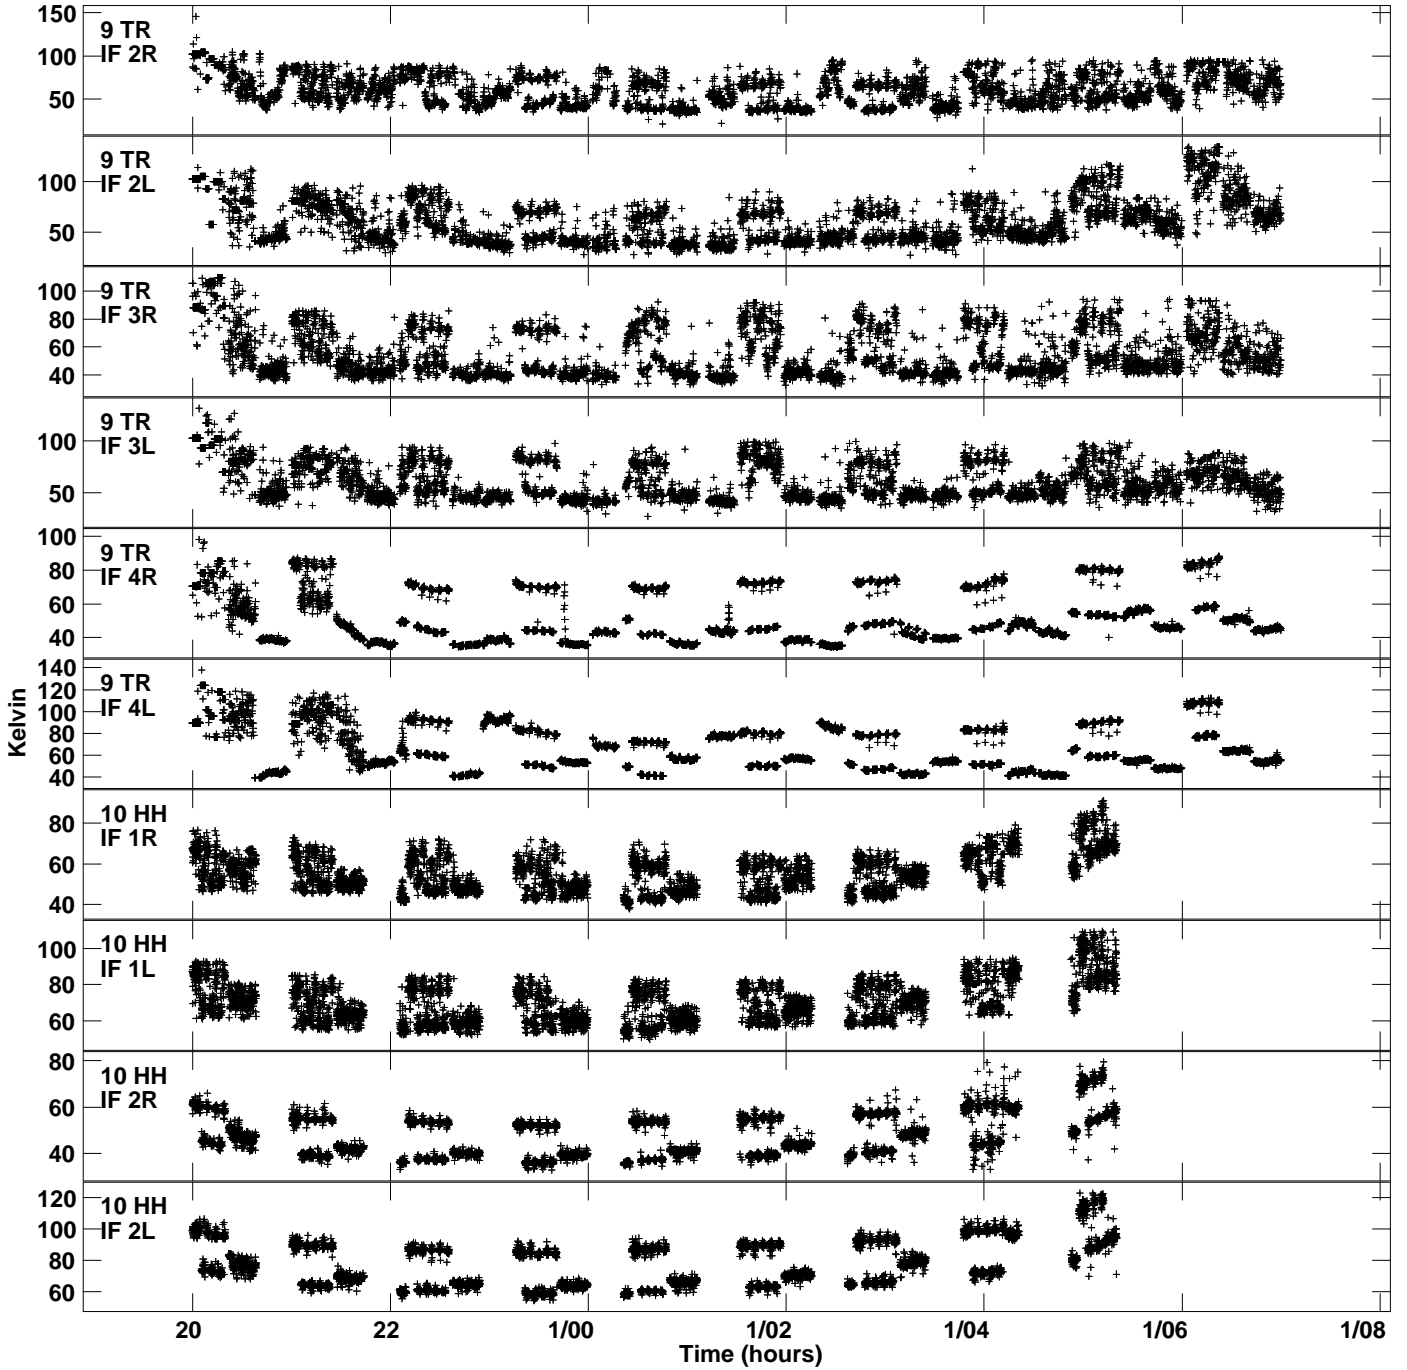 150
100
50
9 TR
IF 2R
100
50
9 TR
IF 2L
100
80
60
40
9 TR
IF 3R
100
50
9 TR
IF 3L
100
80
60
40
9 TR
IF 4R
140
120
100
80
60
40
9 TR
IF 4L
Kelvin
80
60
40
10 HH
IF 1R
100
80
60
10 HH
IF 1L
80
60
40
10 HH
IF 2R
120
100
80
60
10 HH
IF 2L
20 22 1/00 1/02 1/04 1/06 1/08
Time (hours)